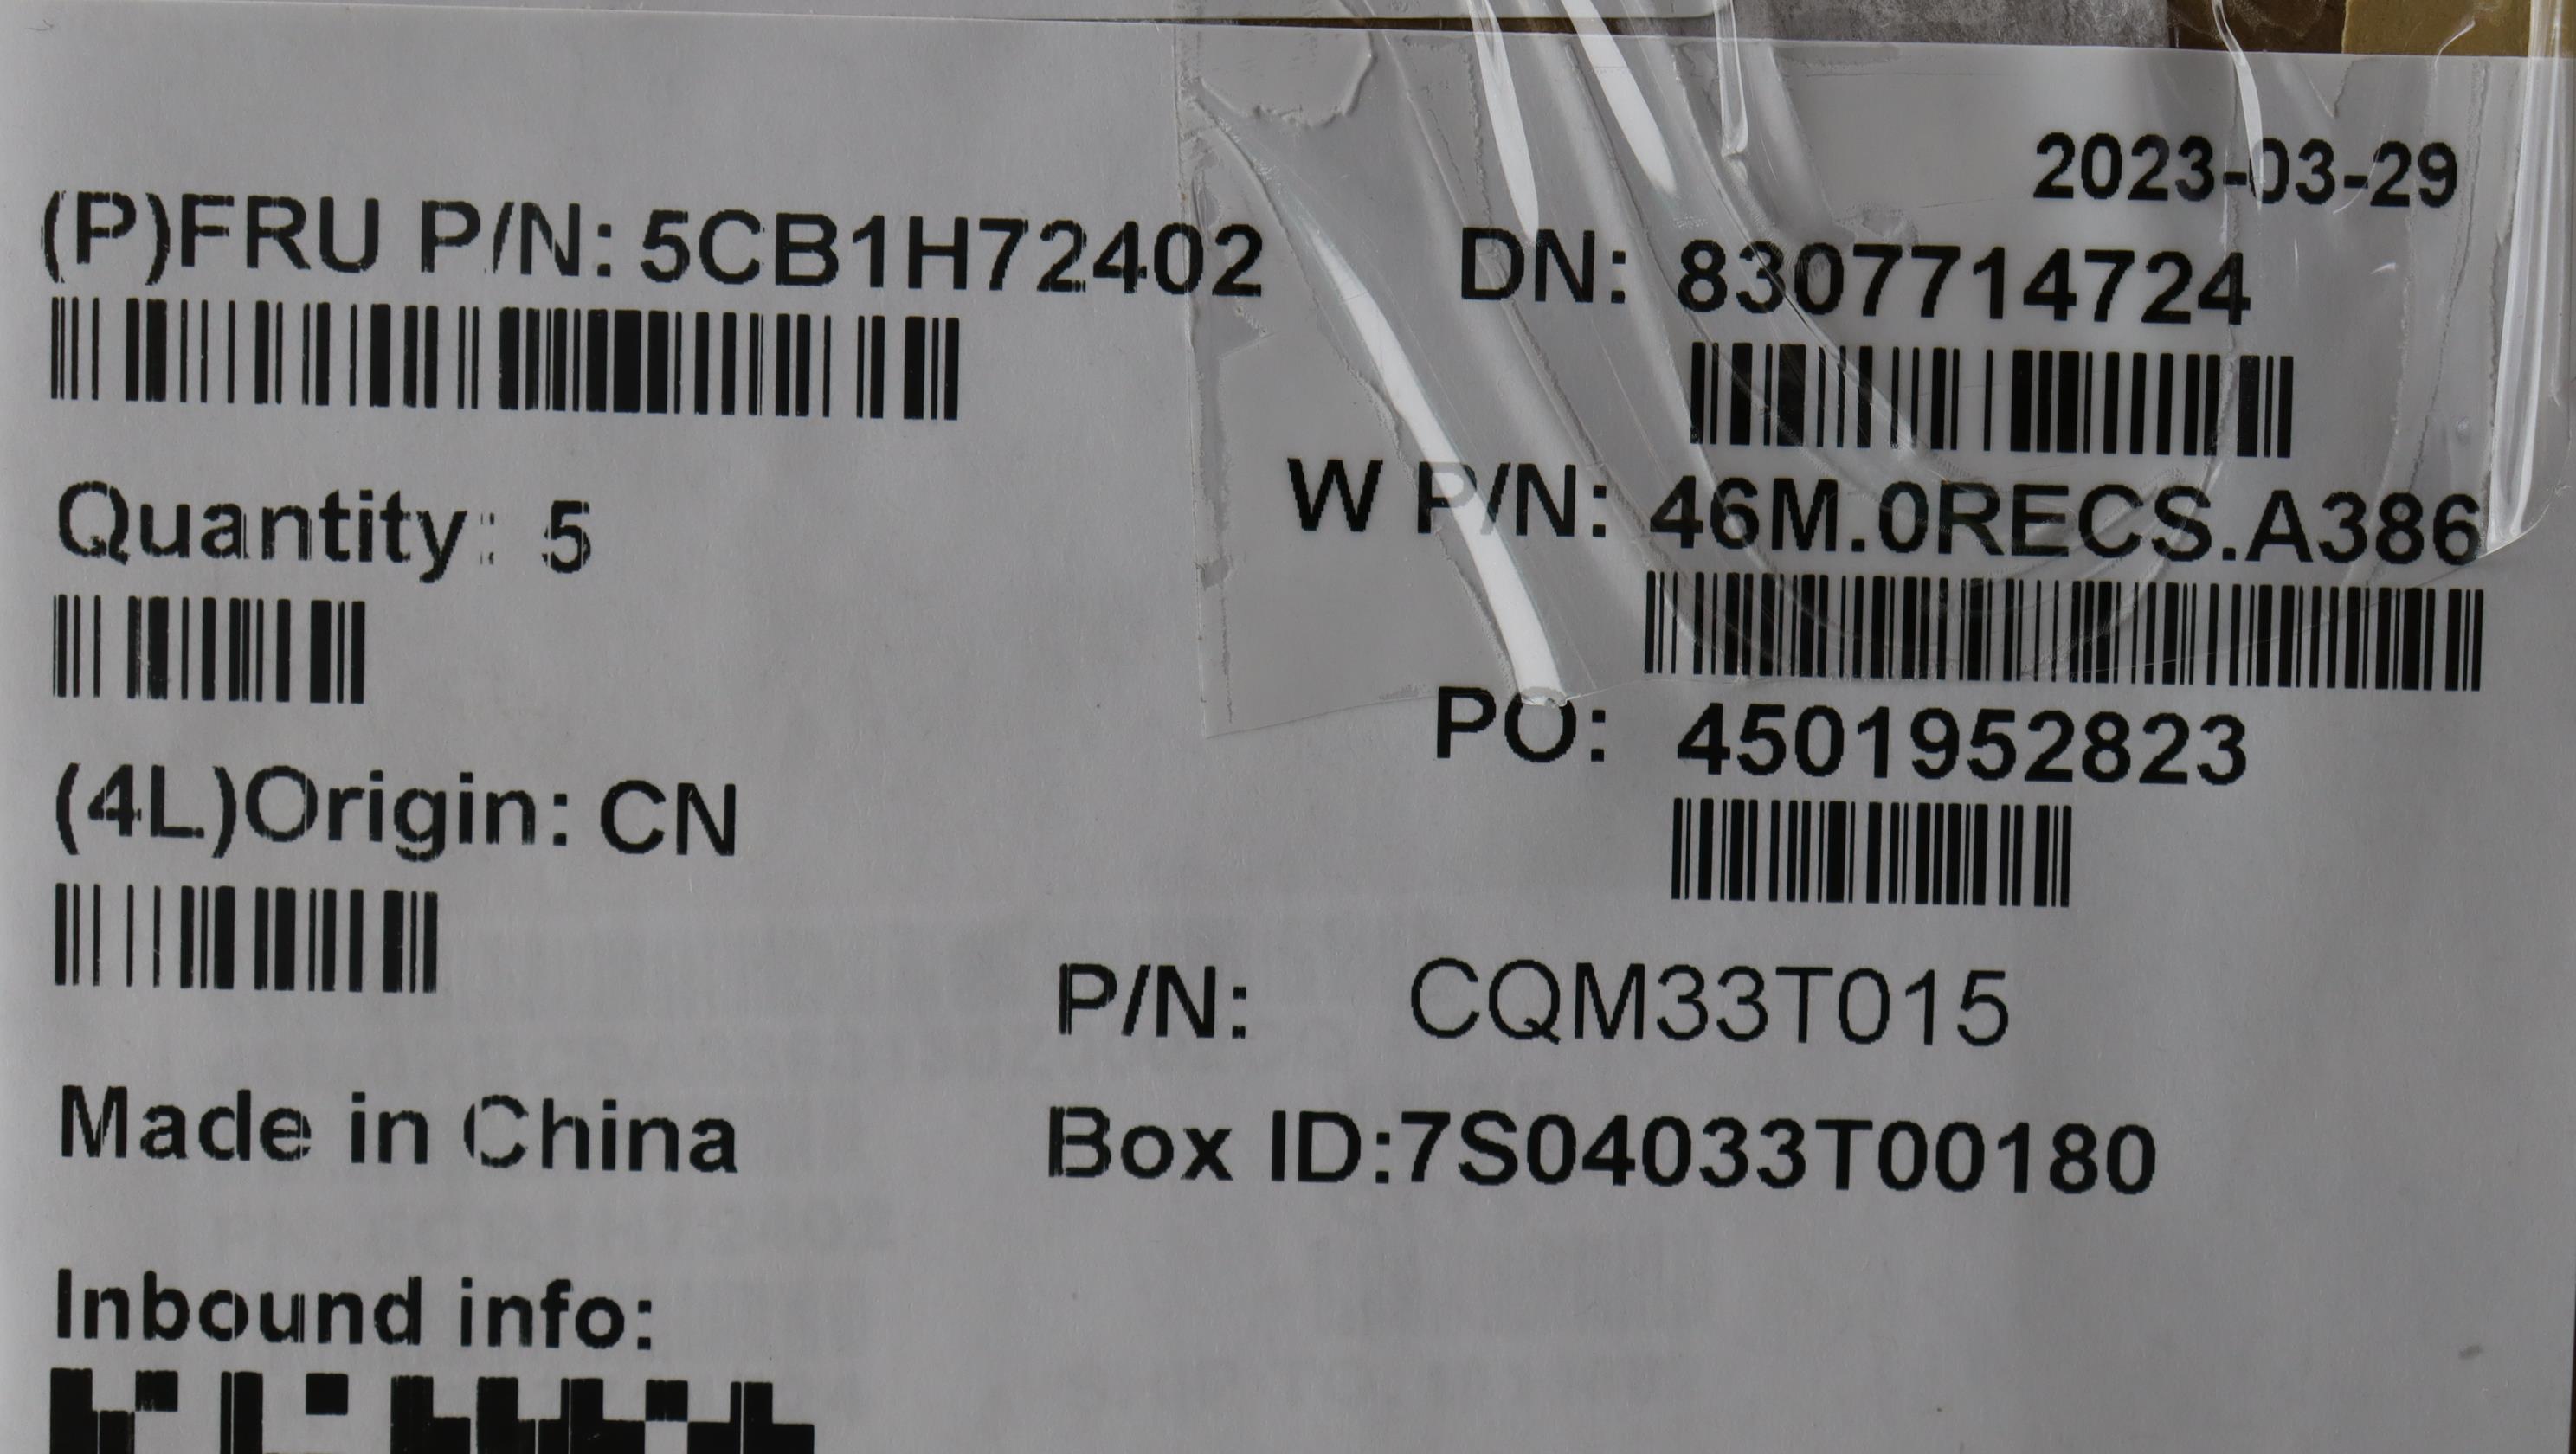 2023-03-29
(P)FRU P/N: 5CB1H72402
DN: 8307714724
Quantity: 5
W P/N: 46M.0RECS.A386
(4L)Origin: CN
PO: 4501952823
P/N: CQM33T015
Made in China
Box ID:7S04033T00180
Inbound info: